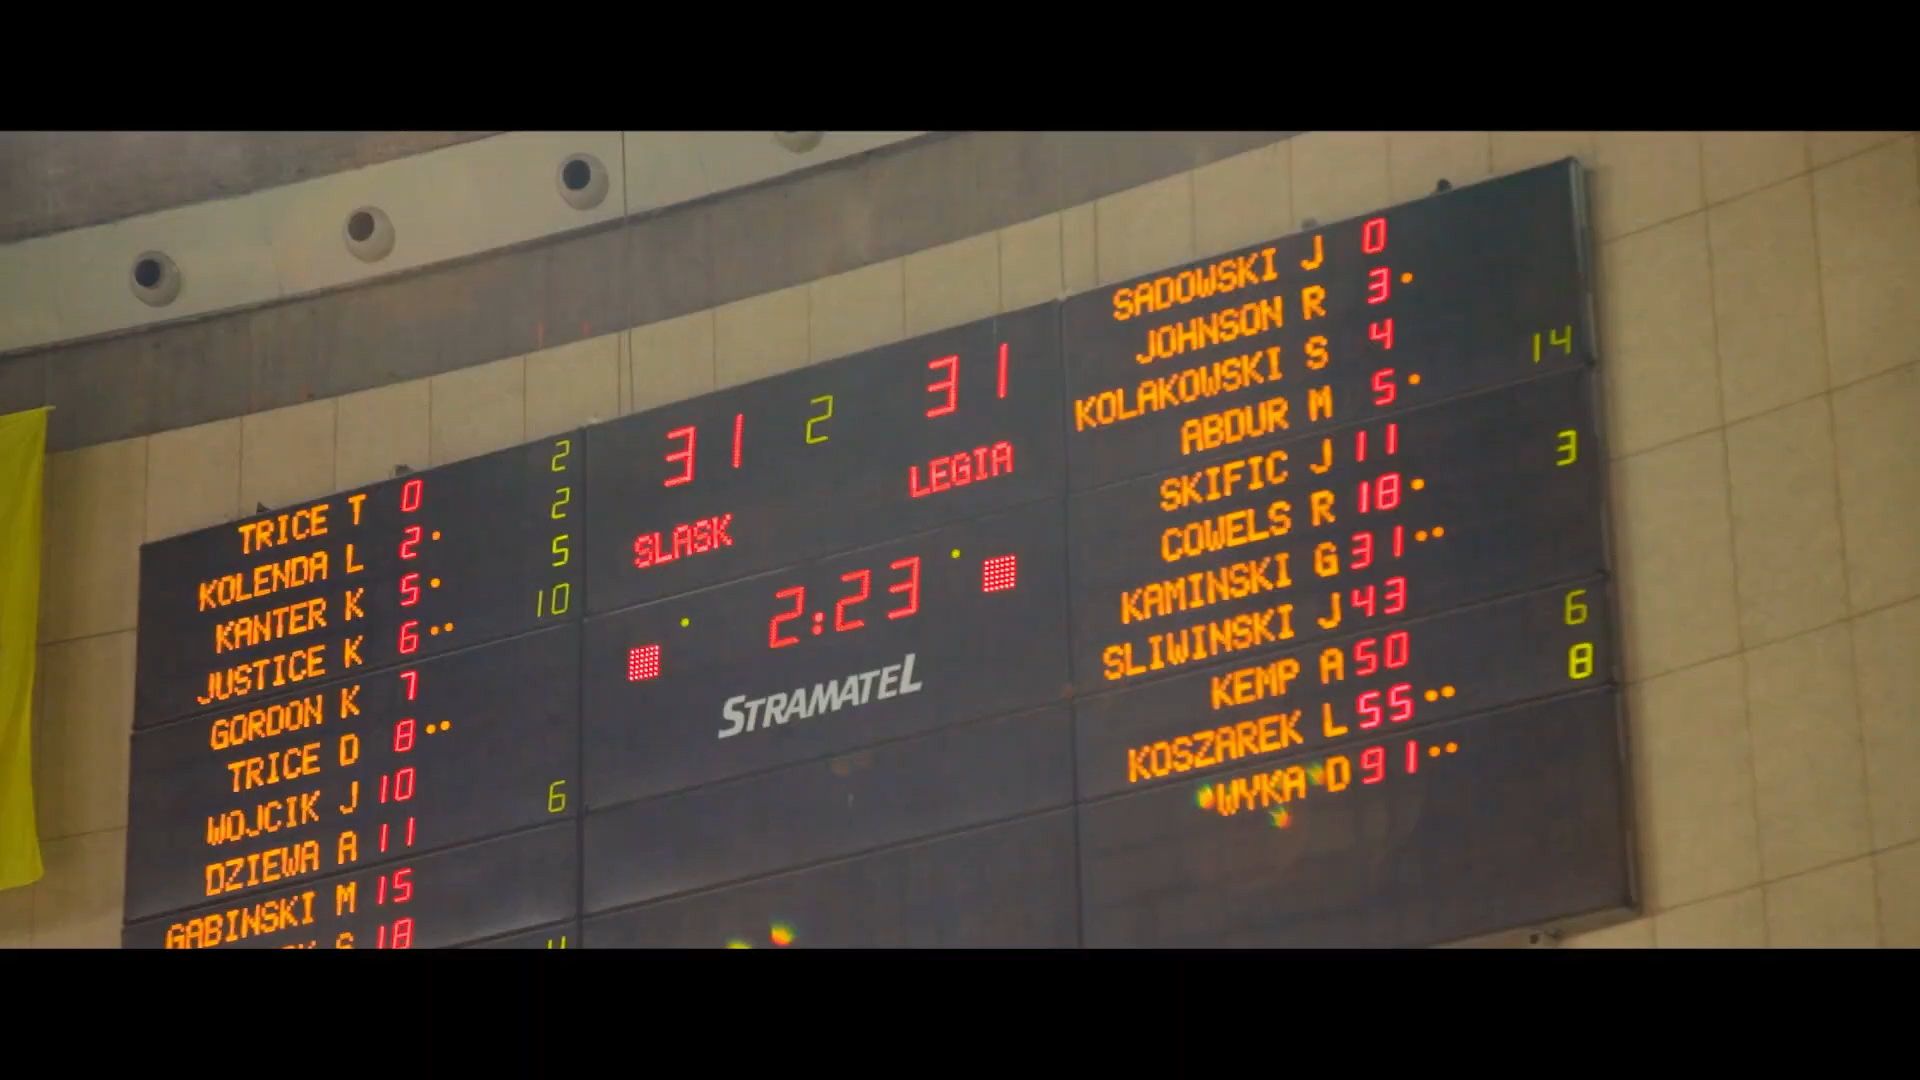 TRICE T 0 2
KOLENDA L 2 • 2
KANTER K 5 • 5
JUSTICE K 6 •• 10
GORDON K 7
TRICE D 8 ••
WOJCIK J 10 6
DZIEWA A 11
GABINSKI M 15
S 18
31 2 31
SLASK LEGIA
2:23
STRAMATEL
SADOWSKI J 0
JOHNSON R 3 •
KOLAKOWSKI S 4 14
ABDUR M 5 •
SKIFIC J 11 3
COWELS R 18 •
KAMINSKI G 31 ••
SLIWINSKI J 43 6
KEMP A 50 8
KOSZAREK L 55 ••
WYKA D 91 ••